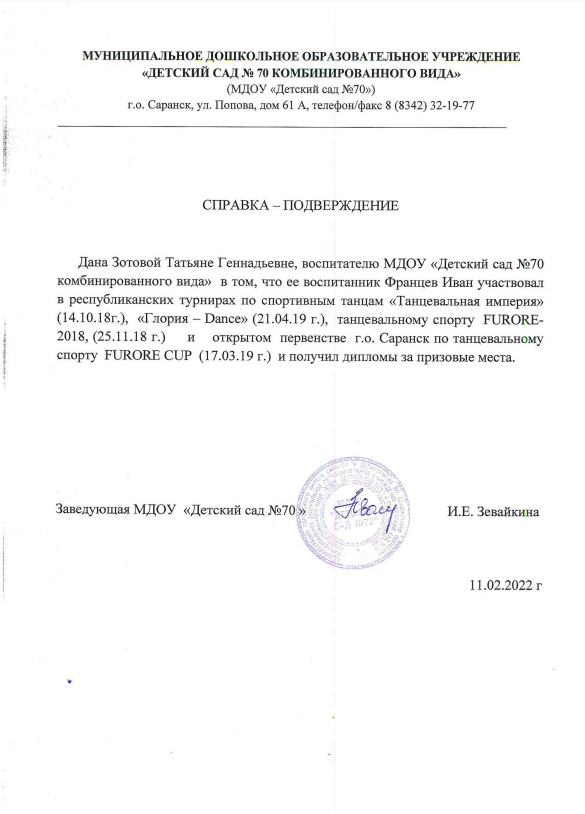 МУНИЦИПАЛЬНОЕ ДОШКОЛЬНОЕ ОБРАЗОВАТЕЛЬНОЕ УЧРЕЖДЕНИЕ
«ДЕТСКИЙ САД № 70 КОМБИНИРОВАННОГО ВИДА»
(МДОУ «Детский сад №70»)
г.о. Саранск, ул. Попова, дом 61 А, телефон/факс 8 (8342) 32-19-77
СПРАВКА – ПОДВЕРЖДЕНИЕ
Дана Зотовой Татьяне Геннадьевне, воспитателю МДОУ «Детский сад №70
комбинированного вида» в том, что ее воспитанник Францев Иван участвовал
в республиканских турнирах по спортивным танцам «Танцевальная империя»
(14.10.18г.), «Глория – Dance» (21.04.19 г.), танцевальному спорту FURORE-
2018, (25.11.18 г.) и открытом первенстве г.о. Саранск по танцевальному
спорту FURORE CUP (17.03.19 г.) и получил дипломы за призовые места.
Заведующая МДОУ «Детский сад №70 » И.Е. Зевайкина
11.02.2022 г